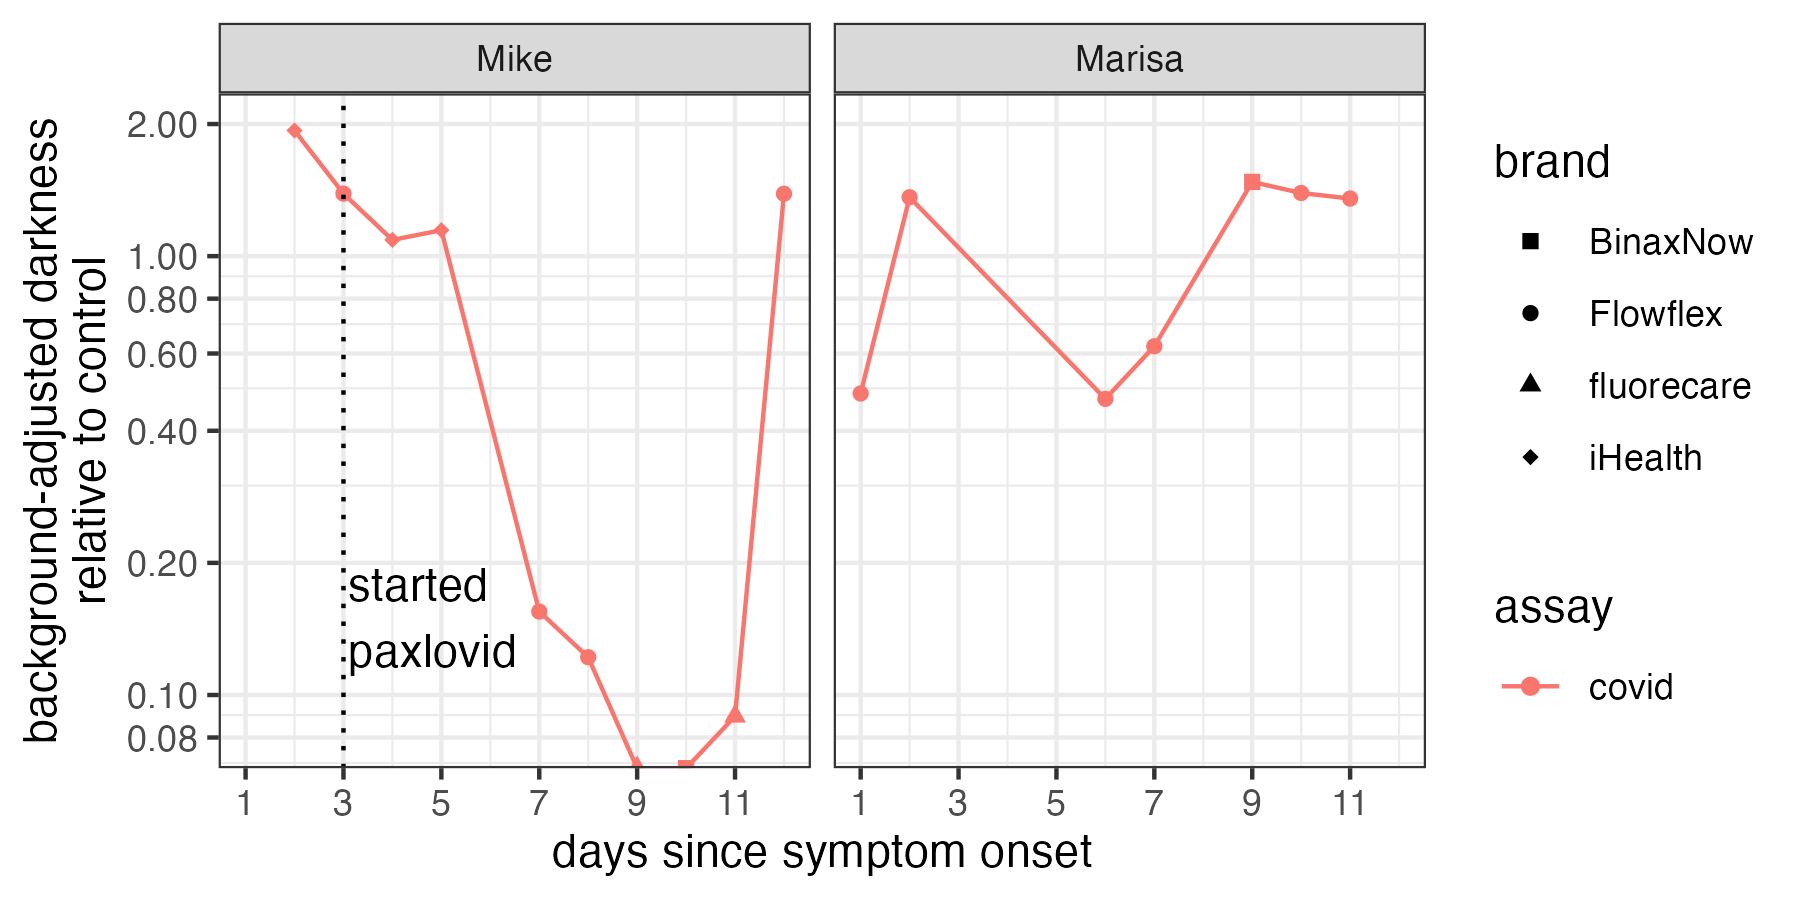 Mike
Marisa
background-adjusted darkness
relative to control
2.00
1.00
0.80
0.60
0.40
0.20
0.10
0.08
started
paxlovid
1 3 5 7 9 11
1 3 5 7 9 11
days since symptom onset
brand
BinaxNow
Flowflex
fluorecare
iHealth
assay
covid